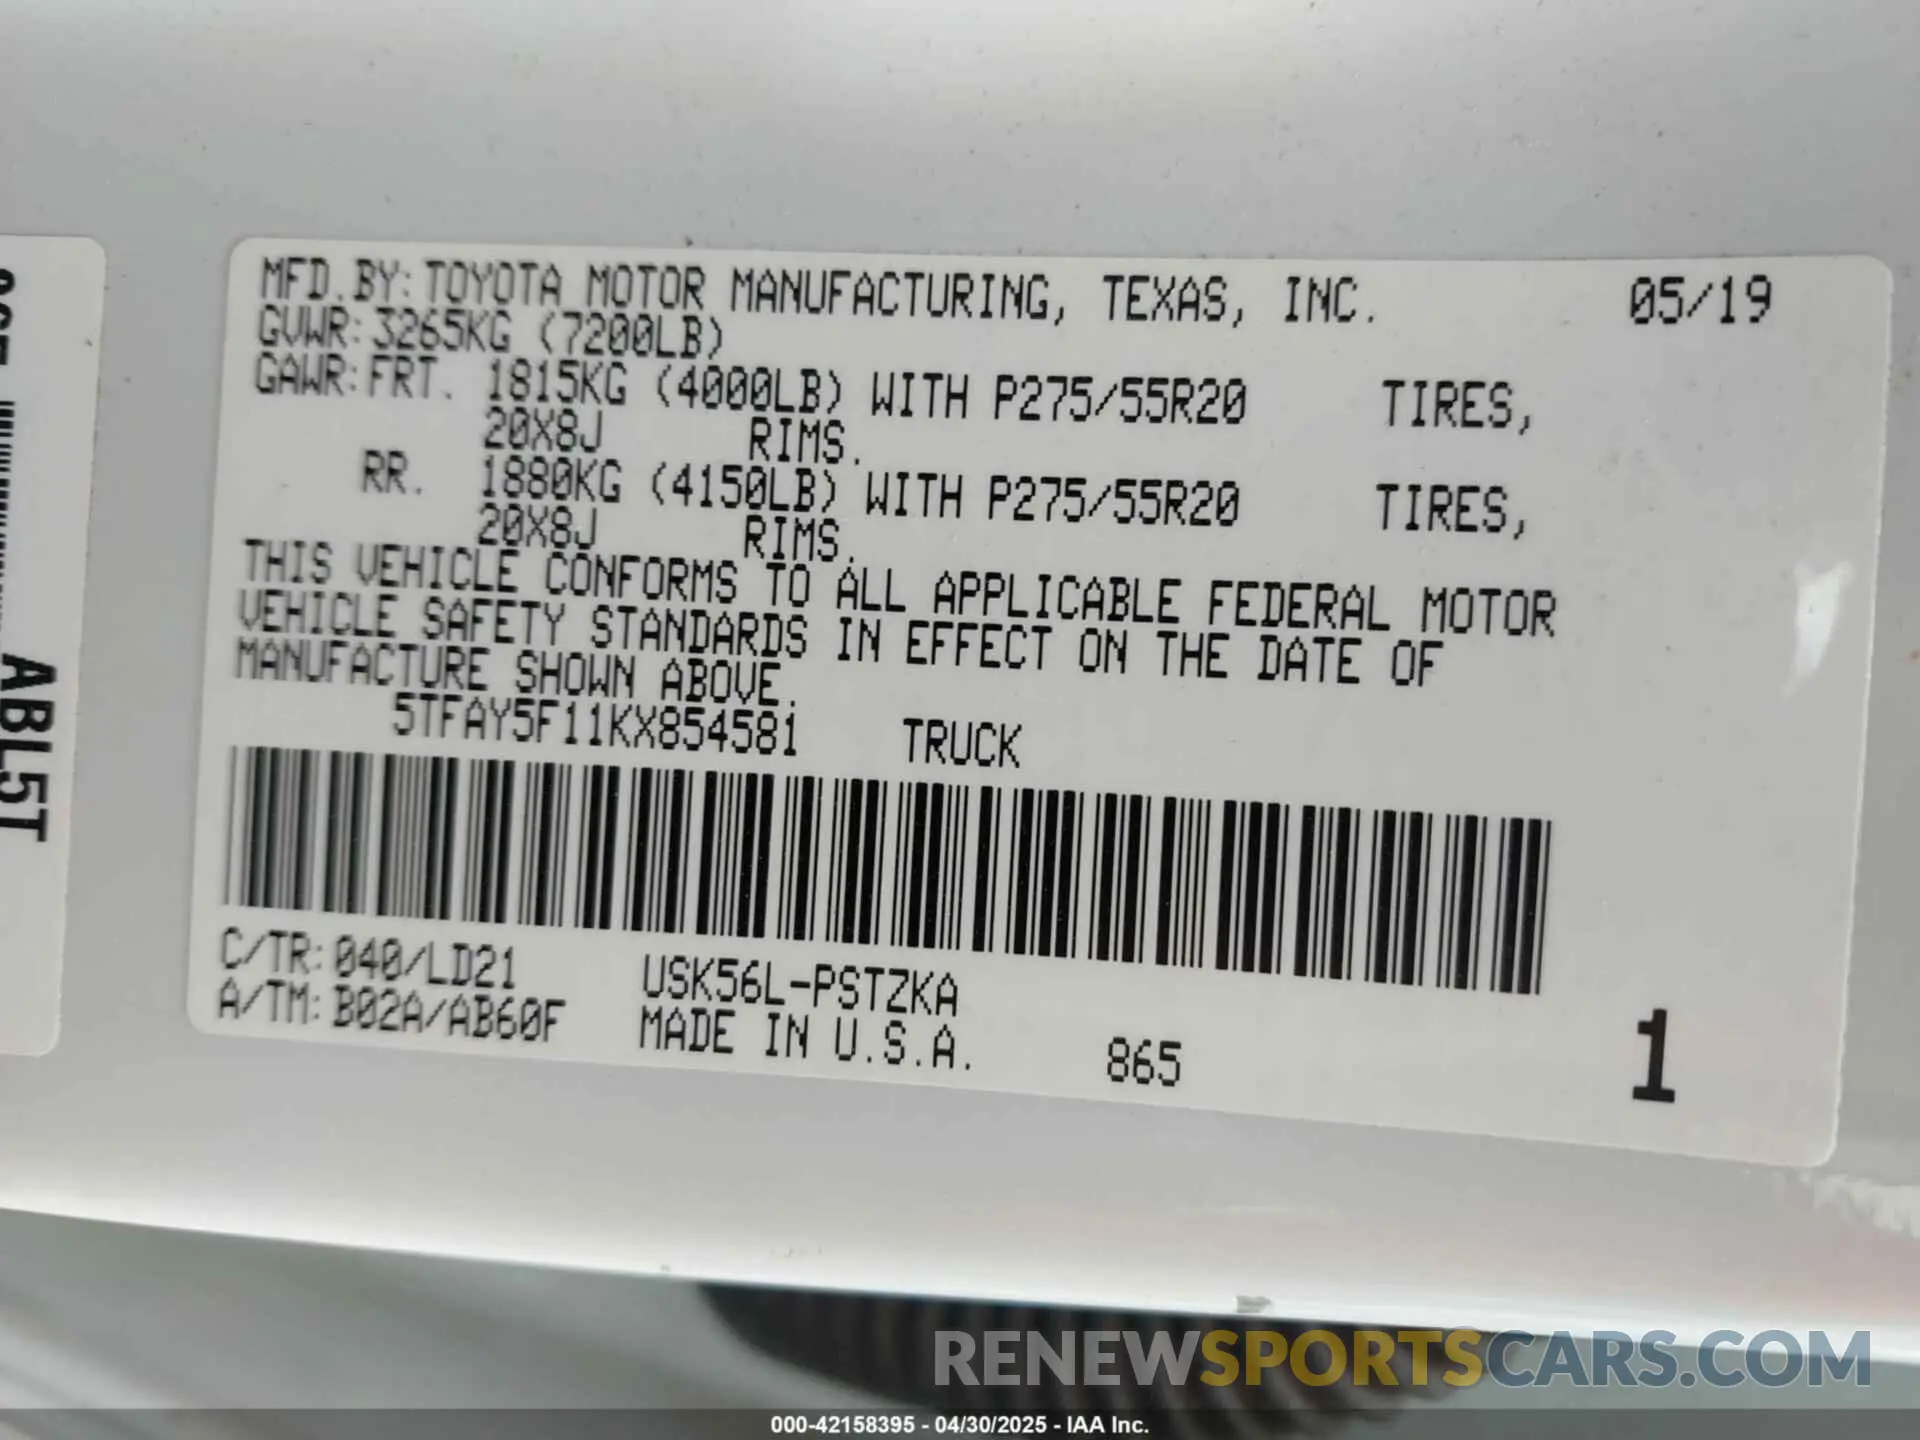 MFD.BY:TOYOTA MOTOR MANUFACTURING, TEXAS, INC. 05/19
GVWR:3265KG (7200LB)
GAWR:FRT. 1815KG (4000LB) WITH P275/55R20 TIRES,
20X8J RIMS.
RR. 1880KG (4150LB) WITH P275/55R20 TIRES,
20X8J RIMS.
THIS VEHICLE CONFORMS TO ALL APPLICABLE FEDERAL MOTOR
VEHICLE SAFETY STANDARDS IN EFFECT ON THE DATE OF
MANUFACTURE SHOWN ABOVE.
5TFAY5F11KX854581 TRUCK
C/TR:040/LD21 USK56L-PSTZKA
A/TM:B02A/AB60F MADE IN U.S.A. 865 1
ABL5T
RENEWSPORTSCARS.COM
000-42158395 - 04/30/2025 - IAA Inc.